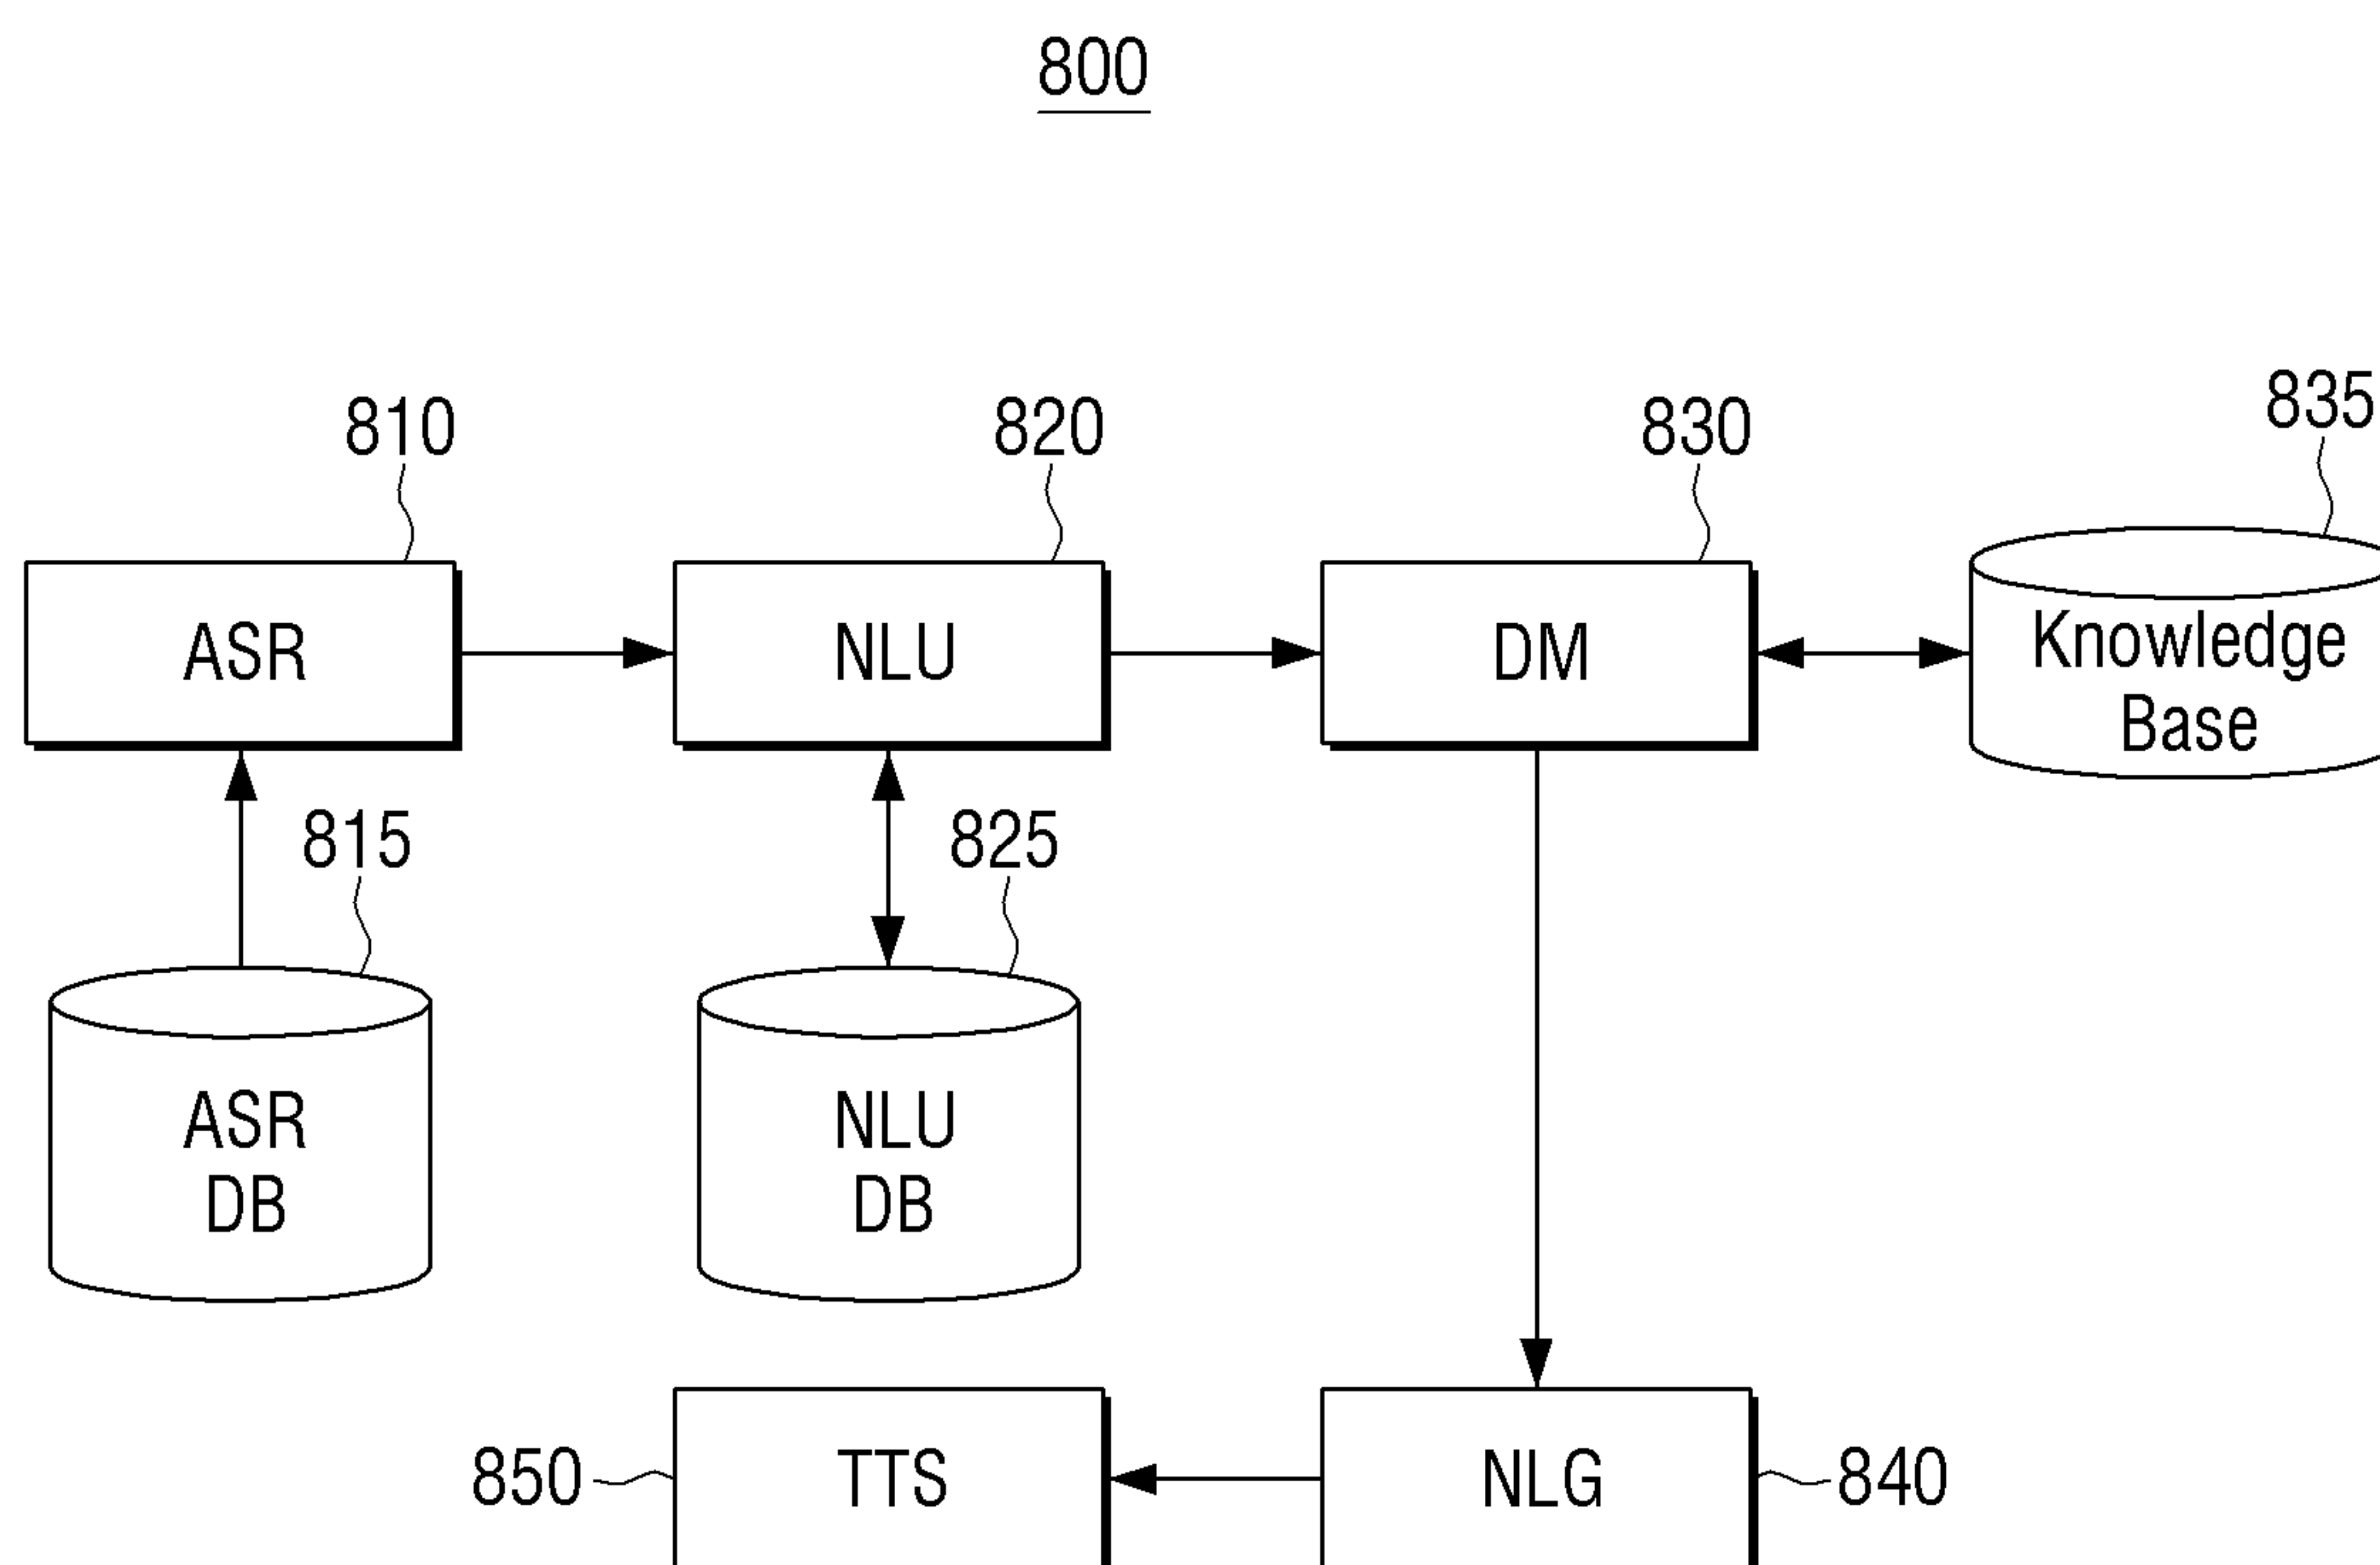 800
810
820
830
835
ASR
NLU
DM
Knowledge
Base
815
825
ASR
DB
NLU
DB
850
TTS
NLG
840